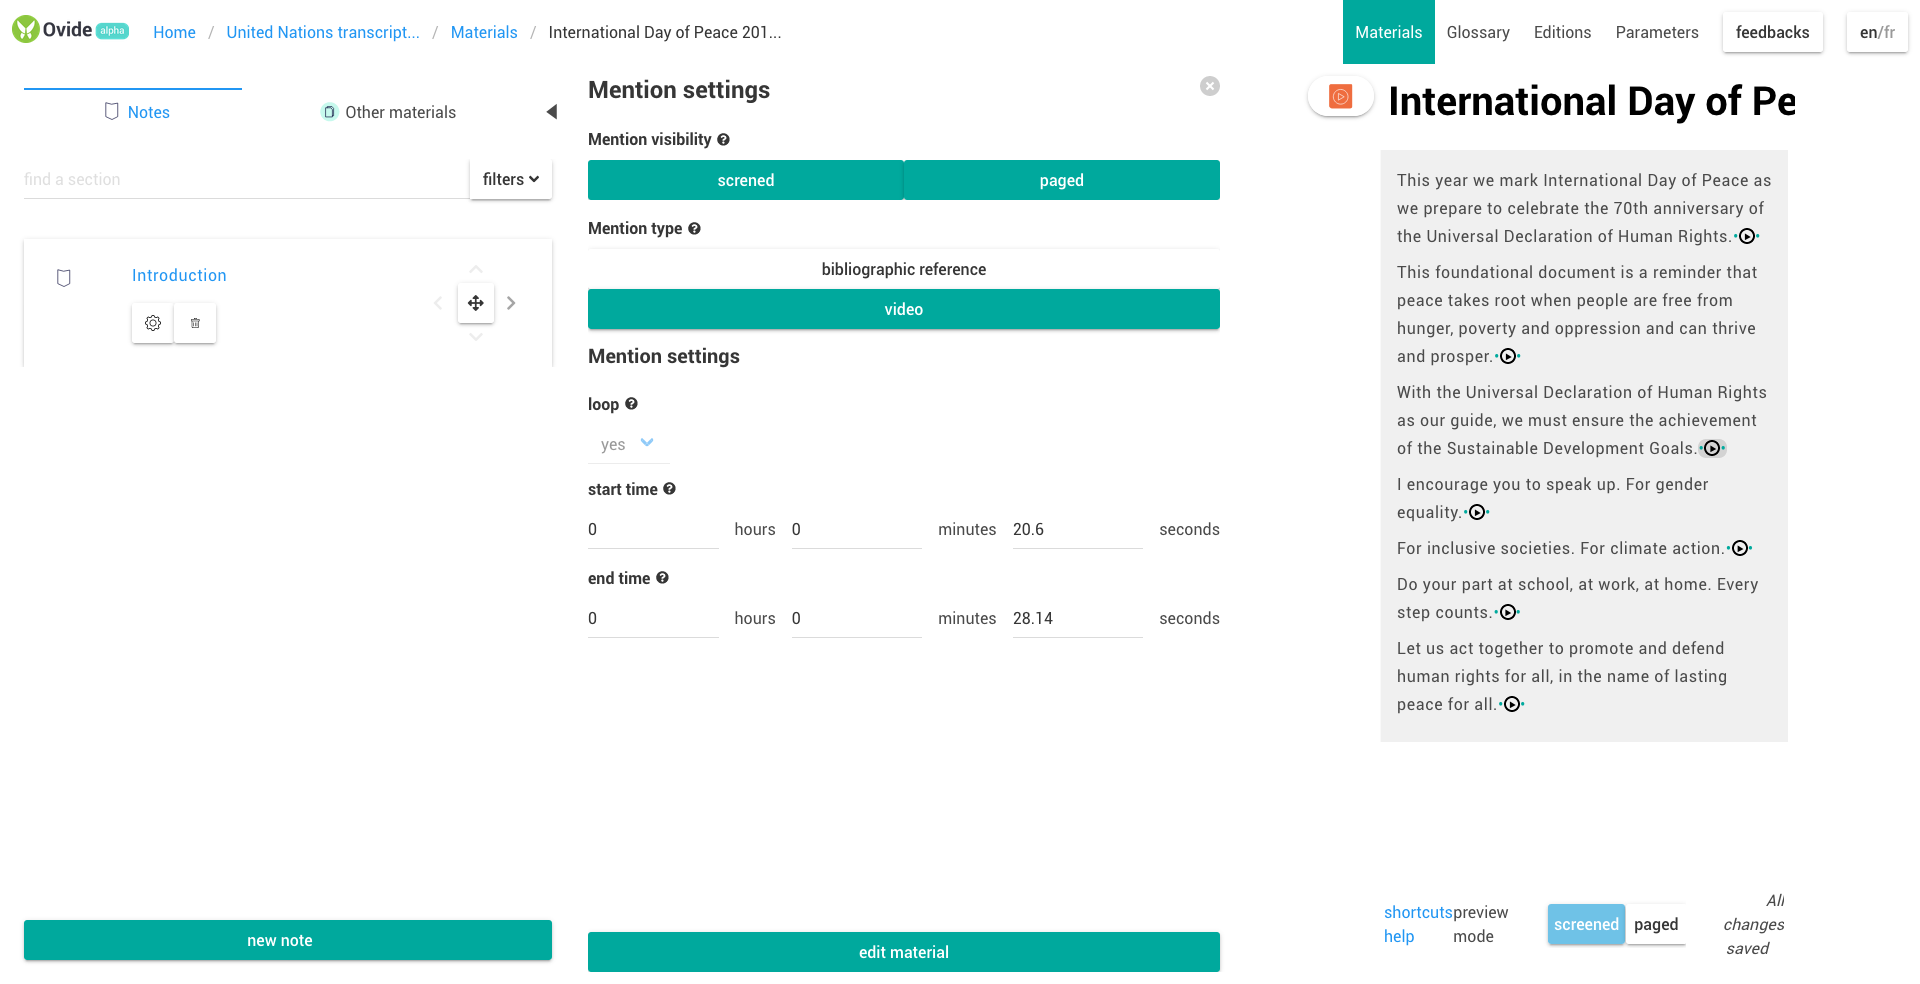 Ovide alpha Home / United Nations transcript... / Materials / International Day of Peace 201... Materials Glossary Editions Parameters feedbacks en/fr
Notes Other materials
find a section filters
Introduction
new note
Mention settings
Mention visibility
screned paged
Mention type
bibliographic reference
video
Mention settings
loop
yes
start time
0 hours 0 minutes 20.6 seconds
end time
0 hours 0 minutes 28.14 seconds
edit material
International Day of Pe
This year we mark International Day of Peace as
we prepare to celebrate the 70th anniversary of
the Universal Declaration of Human Rights.
This foundational document is a reminder that
peace takes root when people are free from
hunger, poverty and oppression and can thrive
and prosper.
With the Universal Declaration of Human Rights
as our guide, we must ensure the achievement
of the Sustainable Development Goals.
I encourage you to speak up. For gender
equality.
For inclusive societies. For climate action.
Do your part at school, at work, at home. Every
step counts.
Let us act together to promote and defend
human rights for all, in the name of lasting
peace for all.
shortcuts
help
preview
mode
screened paged
All
changes
saved